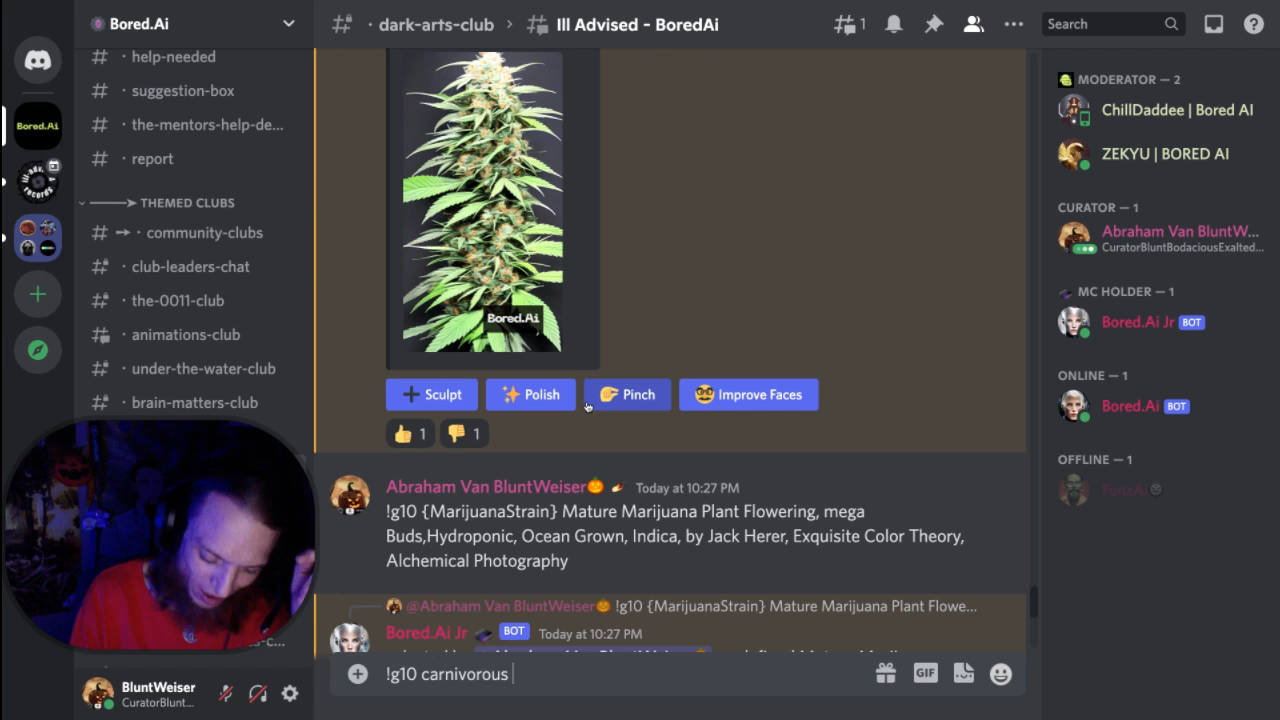 Bored.Ai
· dark-arts-club > Ill Advised - BoredAi
1
Search
Bored.Ai
· help-needed
· suggestion-box
· the-mentors-help-de...
· report
THEMED CLUBS
· community-clubs
· club-leaders-chat
· the-0011-club
· animations-club
· under-the-water-club
· brain-matters-club
BluntWeiser
CuratorBlunt...
Bored.Ai
Sculpt
Polish
Pinch
Improve Faces
1
1
Abraham Van BluntWeiser Today at 10:27 PM
!g10 {MarijuanaStrain} Mature Marijuana Plant Flowering, mega
Buds,Hydroponic, Ocean Grown, Indica, by Jack Herer, Exquisite Color Theory,
Alchemical Photography
@Abraham Van BluntWeiser !g10 {MarijuanaStrain} Mature Marijuana Plant Flowe...
Bored.Ai Jr BOT Today at 10:27 PM
!g10 carnivorous
GIF
MODERATOR — 2
ChillDaddee | Bored AI
ZEKYU | BORED AI
CURATOR — 1
Abraham Van BluntW...
CuratorBluntBodaciousExalted...
MC HOLDER — 1
Bored.Ai Jr BOT
ONLINE — 1
Bored.Ai BOT
OFFLINE — 1
FonzAi